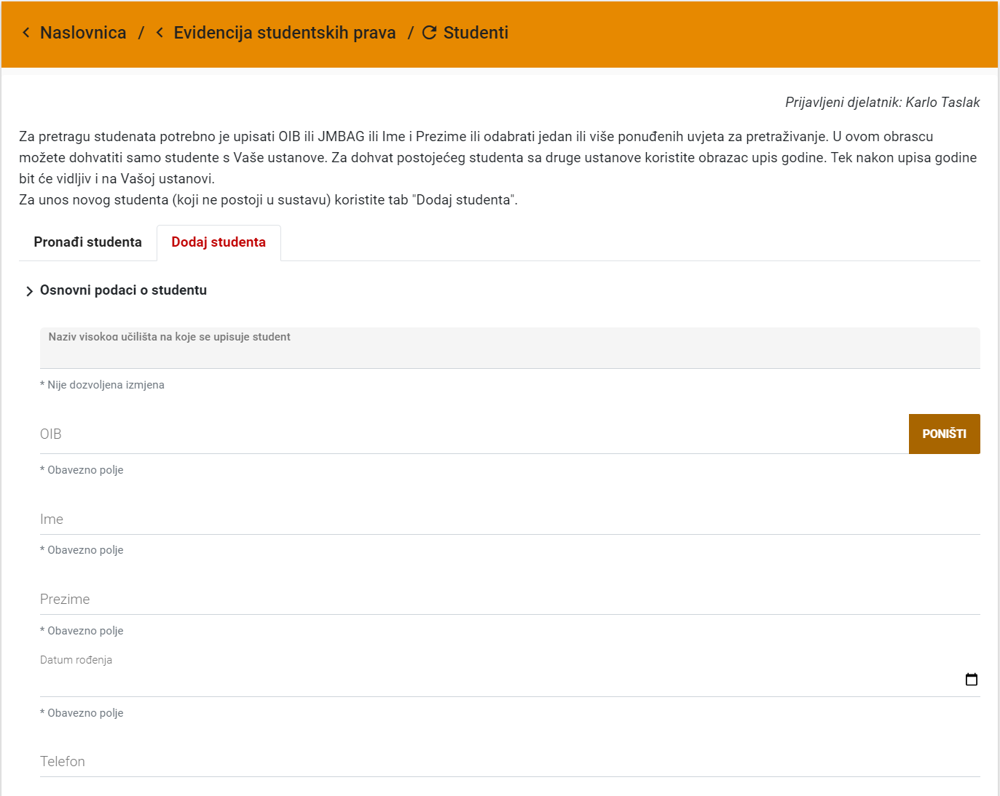 Naslovnica / Evidencija studentskih prava / Studenti
Prijavljeni djelatnik: Karlo Taslak
Za pretragu studenata potrebno je upisati OIB ili JMBAG ili Ime i Prezime ili odabrati jedan ili više ponuđenih uvjeta za pretraživanje. U ovom obrascu
možete dohvatiti samo studente s Vaše ustanove. Za dohvat postojećeg studenta sa druge ustanove koristite obrazac upis godine. Tek nakon upisa godine
bit će vidljiv i na Vašoj ustanovi.
Za unos novog studenta (koji ne postoji u sustavu) koristite tab "Dodaj studenta".
Pronađi studenta Dodaj studenta
Osnovni podaci o studentu
Naziv visokog učilišta na koje se upisuje student
* Nije dozvoljena izmjena
OIB PONIŠTI
* Obavezno polje
Ime
* Obavezno polje
Prezime
* Obavezno polje
Datum rođenja
* Obavezno polje
Telefon